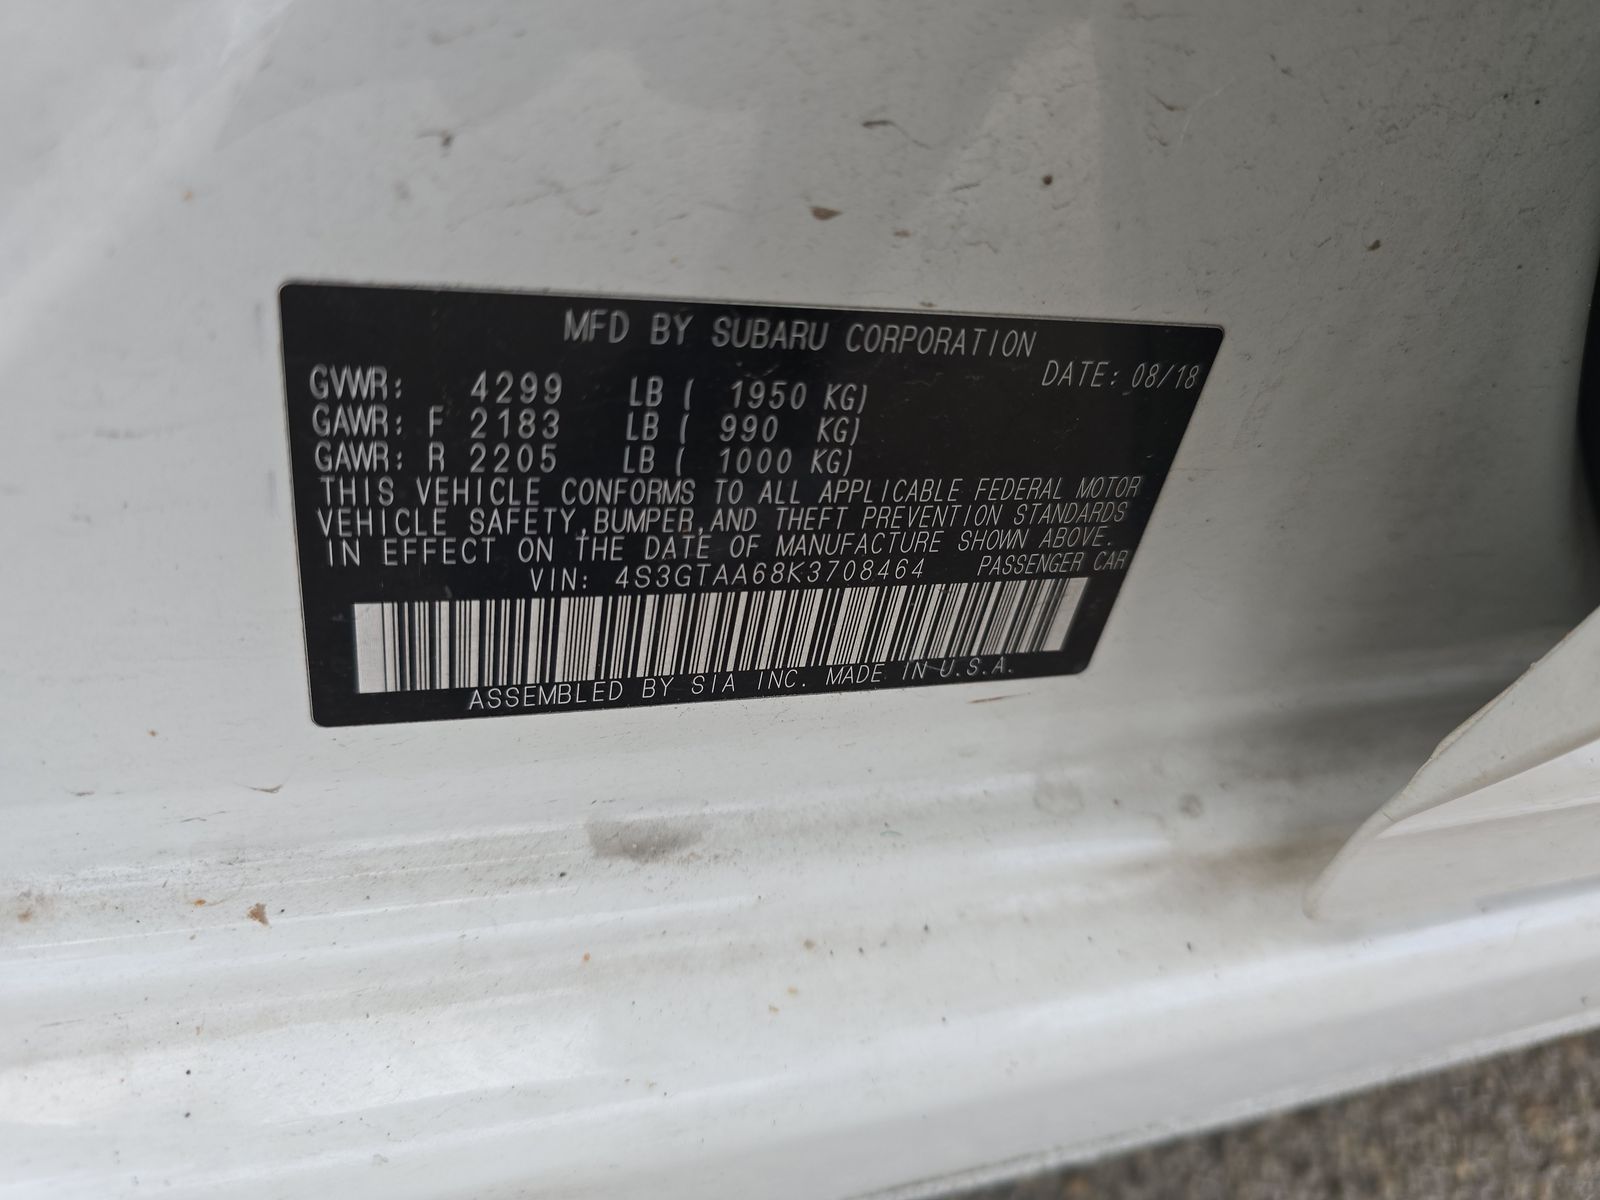 MFD BY SUBARU CORPORATION
DATE: 08/18
GVWR: 4299 LB ( 1950 KG)
GAWR: F 2183 LB ( 990 KG)
GAWR: R 2205 LB ( 1000 KG)
THIS VEHICLE CONFORMS TO ALL APPLICABLE FEDERAL MOTOR
VEHICLE SAFETY,BUMPER,AND THEFT PREVENTION STANDARDS
IN EFFECT ON THE DATE OF MANUFACTURE SHOWN ABOVE.
VIN: 4S3GTAA68K3708464 PASSENGER CAR
ASSEMBLED BY SIA INC. MADE IN U.S.A.